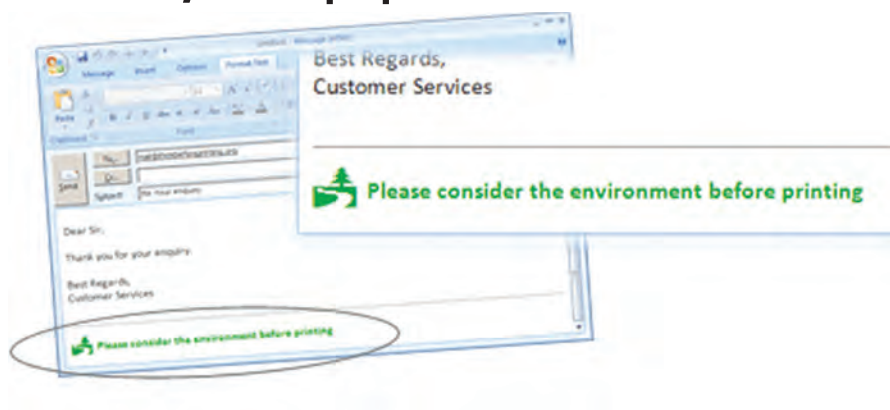 Message Insert Options Format Text
Paste
Clipboard
Font
Send
To...
Cc...
Subject: Re Your enquiry
Dear Sir,
Thank you for your enquiry.
Best Regards,
Customer Services
Please consider the environment before printing
Best Regards,
Customer Services
Please consider the environment before printing